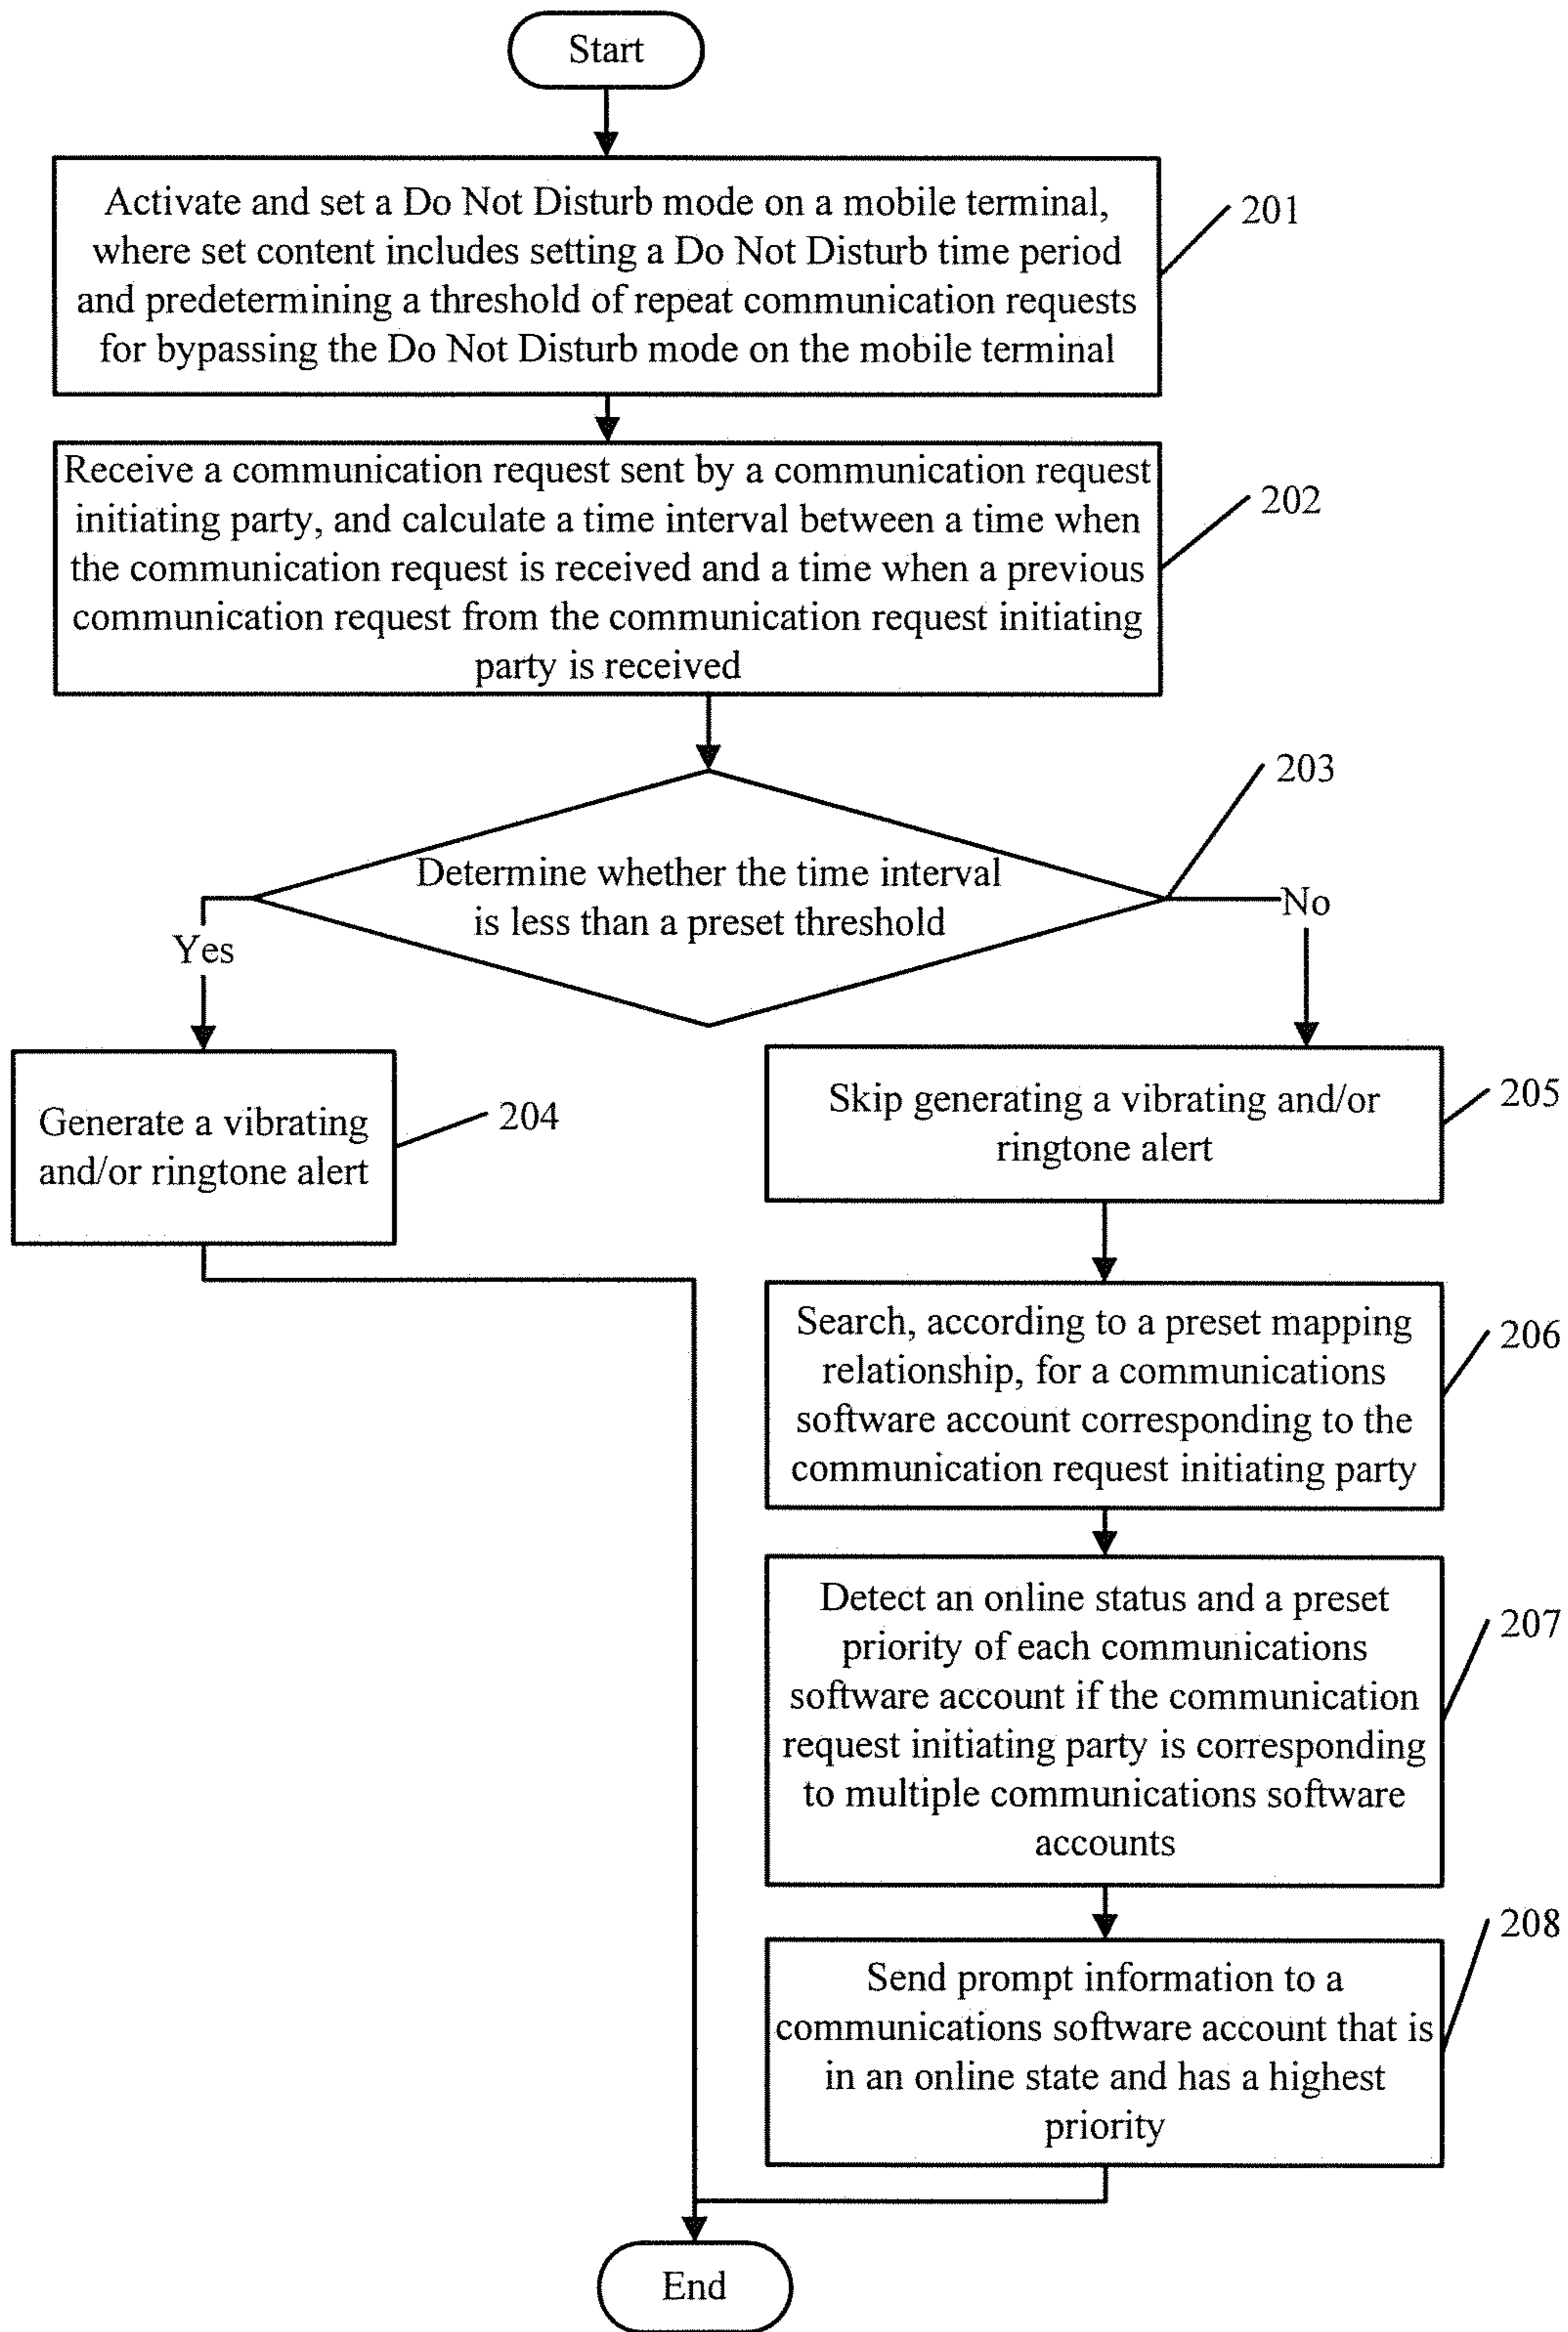 Start
Activate and set a Do Not Disturb mode on a mobile terminal,
where set content includes setting a Do Not Disturb time period
and predetermining a threshold of repeat communication requests
for bypassing the Do Not Disturb mode on the mobile terminal
201
Receive a communication request sent by a communication request
initiating party, and calculate a time interval between a time when
the communication request is received and a time when a previous
communication request from the communication request initiating
party is received
202
203
Determine whether the time interval
is less than a preset threshold
Yes
No
Generate a vibrating
and/or ringtone alert
204
Skip generating a vibrating and/or
ringtone alert
205
Search, according to a preset mapping
relationship, for a communications
software account corresponding to the
communication request initiating party
206
Detect an online status and a preset
priority of each communications
software account if the communication
request initiating party is corresponding
to multiple communications software
accounts
207
Send prompt information to a
communications software account that is
in an online state and has a highest
priority
208
End